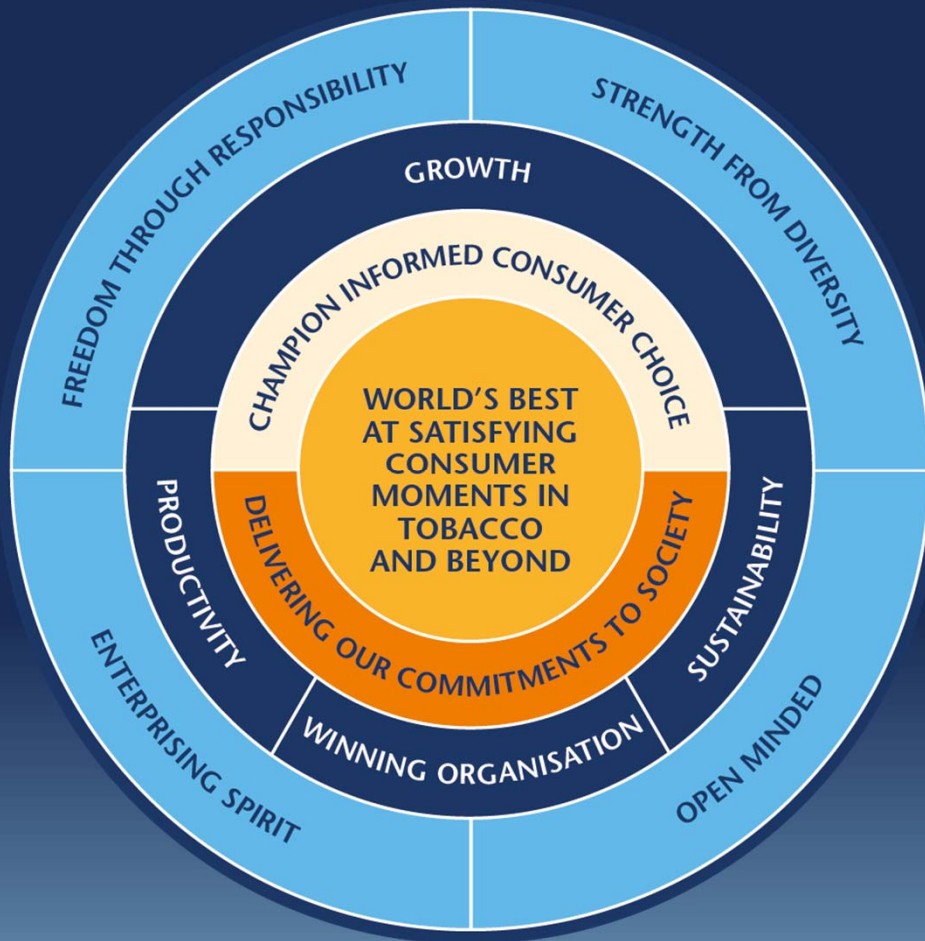 FREEDOM THROUGH RESPONSIBILITY
STRENGTH FROM DIVERSITY
GROWTH
CHAMPION INFORMED CONSUMER CHOICE
WORLD'S BEST
AT SATISFYING
CONSUMER
MOMENTS IN
TOBACCO
AND BEYOND
DELIVERING OUR COMMITMENTS TO SOCIETY
PRODUCTIVITY
SUSTAINABILITY
WINNING ORGANISATION
ENTERPRISING SPIRIT
OPEN MINDED